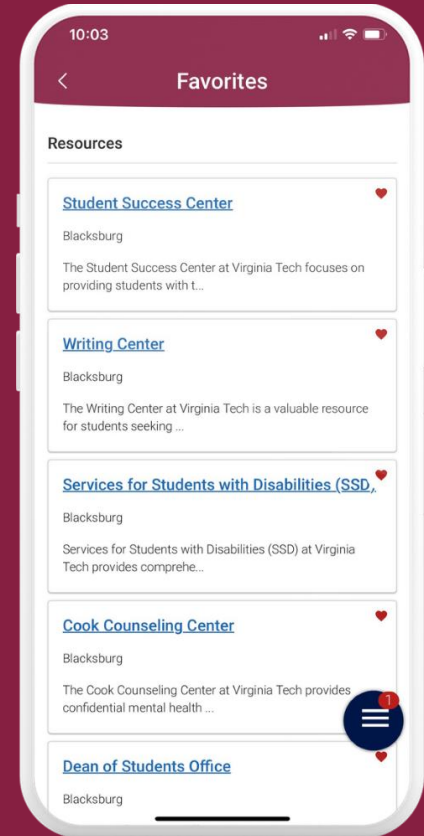 10:03
Favorites
Resources
Student Success Center
Blacksburg
The Student Success Center at Virginia Tech focuses on
providing students with t...
Writing Center
Blacksburg
The Writing Center at Virginia Tech is a valuable resource
for students seeking ...
Services for Students with Disabilities (SSD,
Blacksburg
Services for Students with Disabilities (SSD) at Virginia
Tech provides comprehe...
Cook Counseling Center
Blacksburg
The Cook Counseling Center at Virginia Tech provides
confidential mental health ...
1
Dean of Students Office
Blacksburg